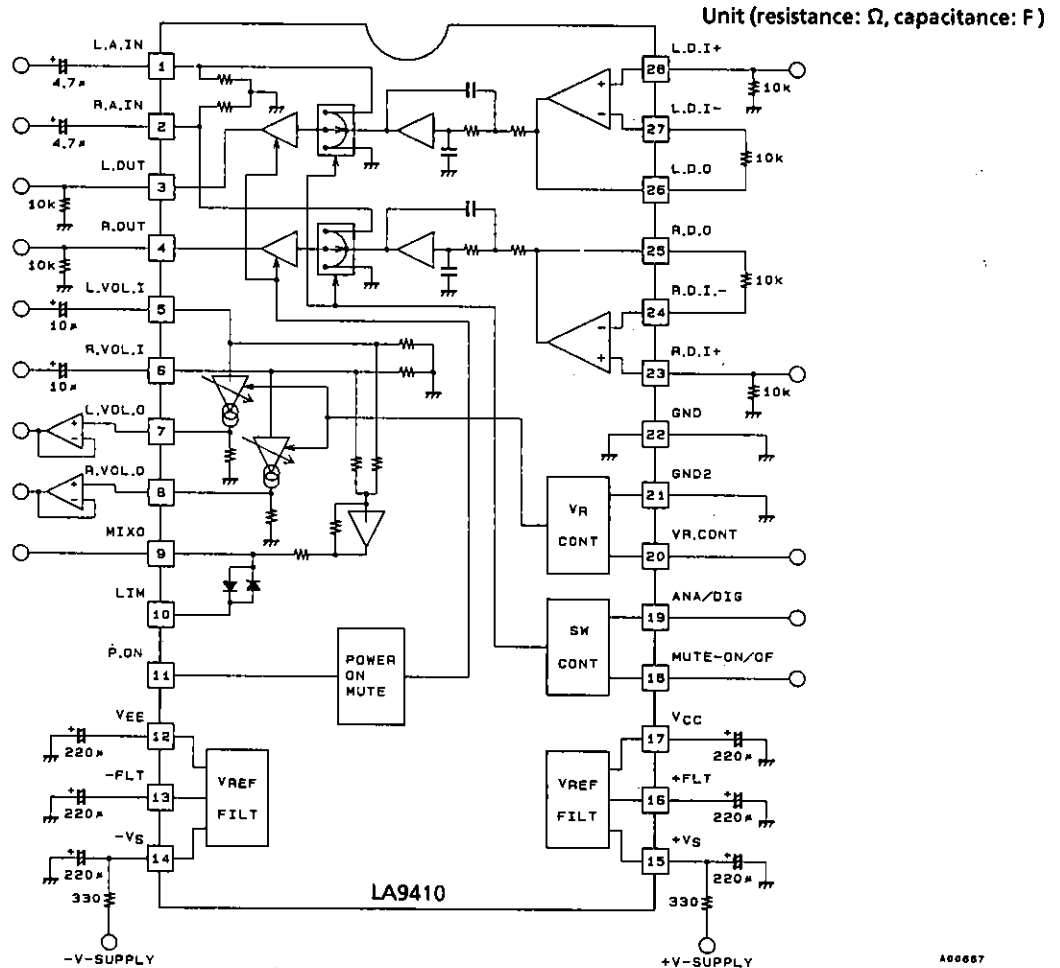 Unit (resistance: Ω, capacitance: F)
L.A.IN
1
+
4.7μ
R.A.IN
2
+
4.7μ
L.OUT
3
10k
R.OUT
4
10k
L.VOL.I
5
+
10μ
R.VOL.I
6
+
10μ
L.VOL.O
7
+
-
R.VOL.O
8
+
-
MIXO
9
LIM
10
P.ON
11
POWER
ON
MUTE
VEE
12
+
220μ
-FLT
13
+
220μ
-VS
14
+
220μ
VREF
FILT
330
-V-SUPPLY
L.D.I+
28
10k
+
-
L.D.I-
27
10k
L.D.O
26
R.D.O
25
10k
R.D.I.-
24
-
+
R.D.I+
23
10k
GND
22
GND2
21
VR
CONT
VR.CONT
20
ANA/DIG
19
SW
CONT
MUTE-ON/OF
18
VCC
17
+
220μ
+FLT
16
+
220μ
VREF
FILT
+VS
15
+
220μ
330
+V-SUPPLY
LA9410
A00667